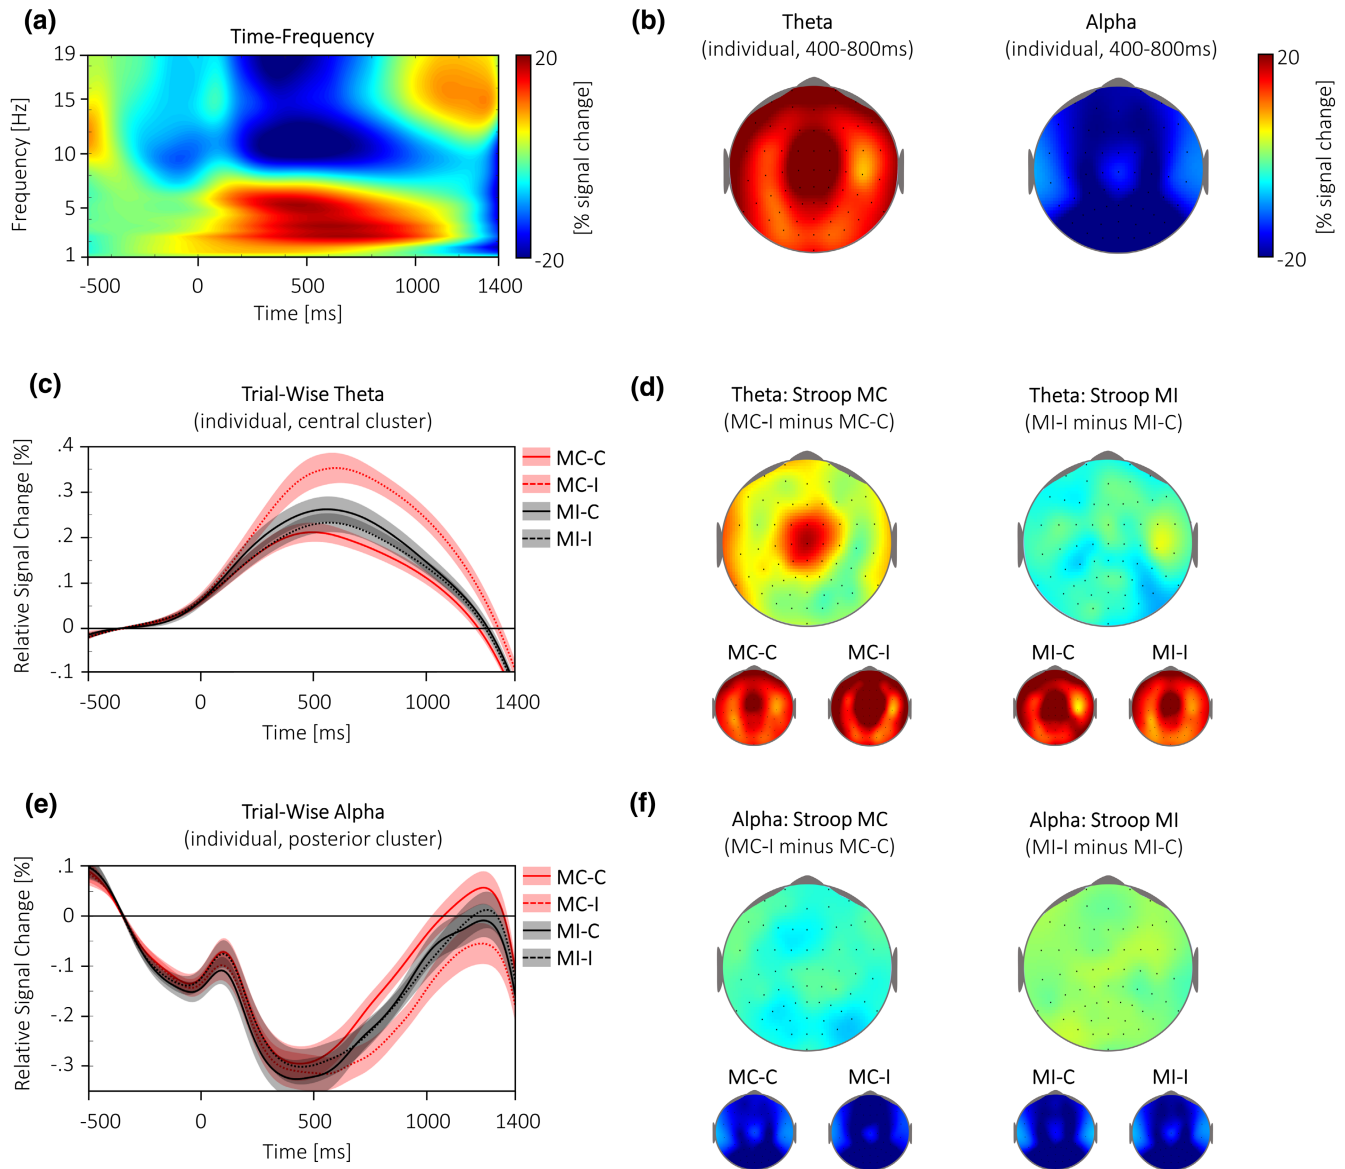 (a)
Time-Frequency
Frequency [Hz]
19
15
10
5
1
-500
0
500
1000
1400
Time [ms]
20
-20
[% signal change]
(b)
Theta
(individual, 400-800ms)
Alpha
(individual, 400-800ms)
20
-20
[% signal change]
(c)
Trial-Wise Theta
(individual, central cluster)
Relative Signal Change [%]
.4
.3
.2
.1
0
-.1
-500
0
500
1000
1400
Time [ms]
MC-C
MC-I
MI-C
MI-I
(d)
Theta: Stroop MC
(MC-I minus MC-C)
Theta: Stroop MI
(MI-I minus MI-C)
MC-C
MC-I
MI-C
MI-I
(e)
Trial-Wise Alpha
(individual, posterior cluster)
Relative Signal Change [%]
.1
0
-.1
-.2
-.3
-500
0
500
1000
1400
Time [ms]
MC-C
MC-I
MI-C
MI-I
(f)
Alpha: Stroop MC
(MC-I minus MC-C)
Alpha: Stroop MI
(MI-I minus MI-C)
MC-C
MC-I
MI-C
MI-I